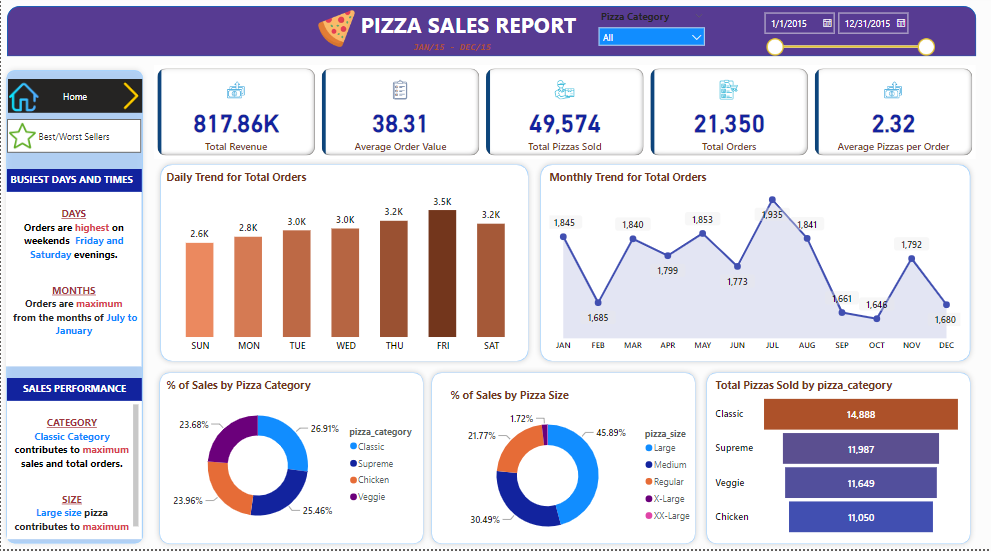 PIZZA SALES REPORT
JAN/15 - DEC/15
Pizza Category
All
1/1/2015
12/31/2015
Home
Best/Worst Sellers
BUSIEST DAYS AND TIMES
DAYS
Orders are highest on
weekends Friday and
Saturday evenings.
MONTHS
Orders are maximum
from the months of July to
January
SALES PERFORMANCE
CATEGORY
Classic Category
contributes to maximum
sales and total orders.
SIZE
Large size pizza
contributes to maximum
817.86K
Total Revenue
38.31
Average Order Value
49,574
Total Pizzas Sold
21,350
Total Orders
2.32
Average Pizzas per Order
Daily Trend for Total Orders
2.6K
2.8K
3.0K
3.0K
3.2K
3.5K
3.2K
SUN
MON
TUE
WED
THU
FRI
SAT
Monthly Trend for Total Orders
1,845
1,685
1,840
1,799
1,853
1,773
1,935
1,841
1,661
1,646
1,792
1,680
JAN
FEB
MAR
APR
MAY
JUN
JUL
AUG
SEP
OCT
NOV
DEC
% of Sales by Pizza Category
23.68%
26.91%
23.96%
25.46%
pizza_category
Classic
Supreme
Chicken
Veggie
% of Sales by Pizza Size
1.72%
21.77%
45.89%
30.49%
pizza_size
Large
Medium
Regular
X-Large
XX-Large
Total Pizzas Sold by pizza_category
Classic
14,888
Supreme
11,987
Veggie
11,649
Chicken
11,050